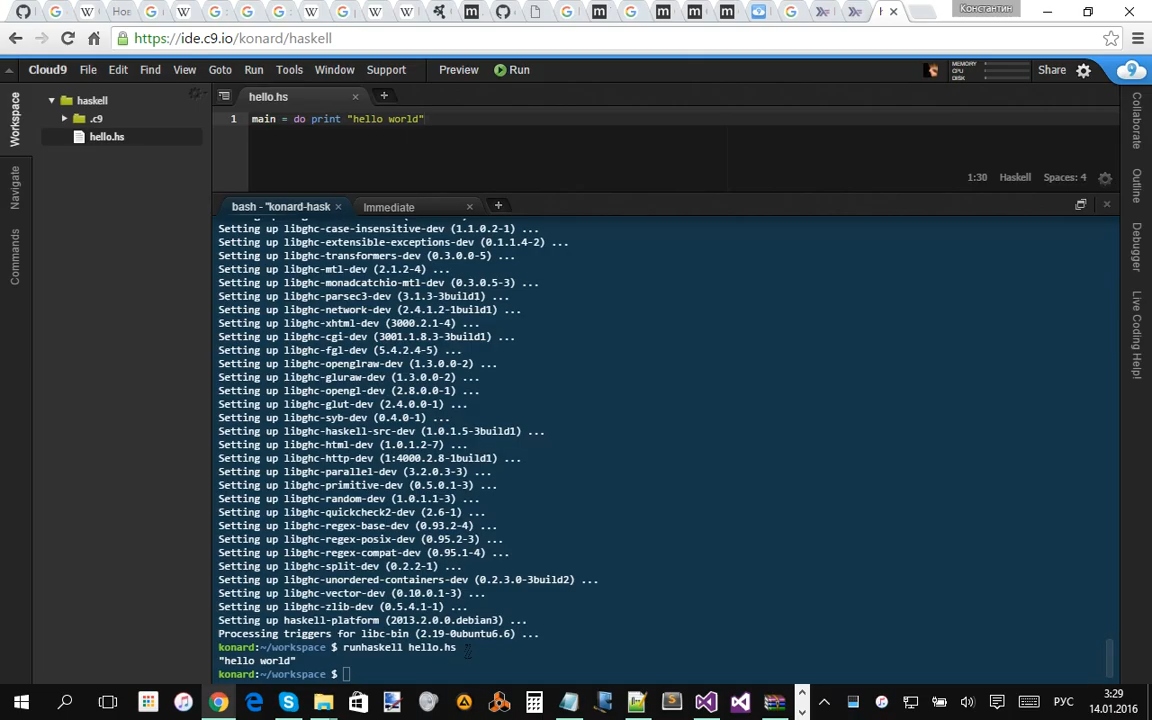 Нов
Константин
https://ide.c9.io/konard/haskell
Cloud9 File Edit Find View Goto Run Tools Window Support Preview Run MEMORY CPU DISK Share
Workspace
Navigate
Commands
haskell
.c9
hello.hs
hello.hs
1 main = do print "hello world"
1:30 Haskell Spaces: 4
bash - "konard-hask Immediate
Setting up libghc-case-insensitive-dev (1.1.0.2-1) ...
Setting up libghc-extensible-exceptions-dev (0.1.1.4-2) ...
Setting up libghc-transformers-dev (0.3.0.0-5) ...
Setting up libghc-mtl-dev (2.1.2-4) ...
Setting up libghc-monadcatchio-mtl-dev (0.3.0.5-3) ...
Setting up libghc-parsec3-dev (3.1.3-3build1) ...
Setting up libghc-network-dev (2.4.1.2-1build1) ...
Setting up libghc-xhtml-dev (3000.2.1-4) ...
Setting up libghc-cgi-dev (3001.1.8.3-3build1) ...
Setting up libghc-fgl-dev (5.4.2.4-5) ...
Setting up libghc-openglraw-dev (1.3.0.0-2) ...
Setting up libghc-gluraw-dev (1.3.0.0-2) ...
Setting up libghc-opengl-dev (2.8.0.0-1) ...
Setting up libghc-glut-dev (2.4.0.0-1) ...
Setting up libghc-syb-dev (0.4.0-1) ...
Setting up libghc-haskell-src-dev (1.0.1.5-3build1) ...
Setting up libghc-html-dev (1.0.1.2-7) ...
Setting up libghc-http-dev (1:4000.2.8-1build1) ...
Setting up libghc-parallel-dev (3.2.0.3-3) ...
Setting up libghc-primitive-dev (0.5.0.1-3) ...
Setting up libghc-random-dev (1.0.1.1-3) ...
Setting up libghc-quickcheck2-dev (2.6-1) ...
Setting up libghc-regex-base-dev (0.93.2-4) ...
Setting up libghc-regex-posix-dev (0.95.2-3) ...
Setting up libghc-regex-compat-dev (0.95.1-4) ...
Setting up libghc-split-dev (0.2.2-1) ...
Setting up libghc-unordered-containers-dev (0.2.3.0-3build2) ...
Setting up libghc-vector-dev (0.10.0.1-3) ...
Setting up libghc-zlib-dev (0.5.4.1-1) ...
Setting up haskell-platform (2013.2.0.0.debian3) ...
Processing triggers for libc-bin (2.19-0ubuntu6.6) ...
konard:~/workspace $ runhaskell hello.hs
"hello world"
konard:~/workspace $
Collaborate
Outline
Debugger
Live Coding Help!
РУС
3:29
14.01.2016